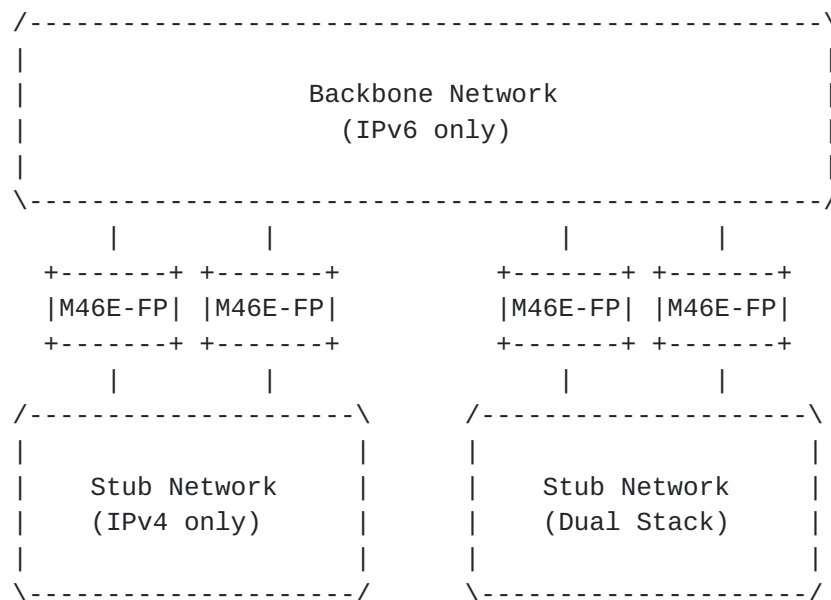 Backbone Network
(IPv6 only)
|M46E-FP| |M46E-FP| |M46E-FP| |M46E-FP|
Stub Network Stub Network
(IPv4 only) (Dual Stack)